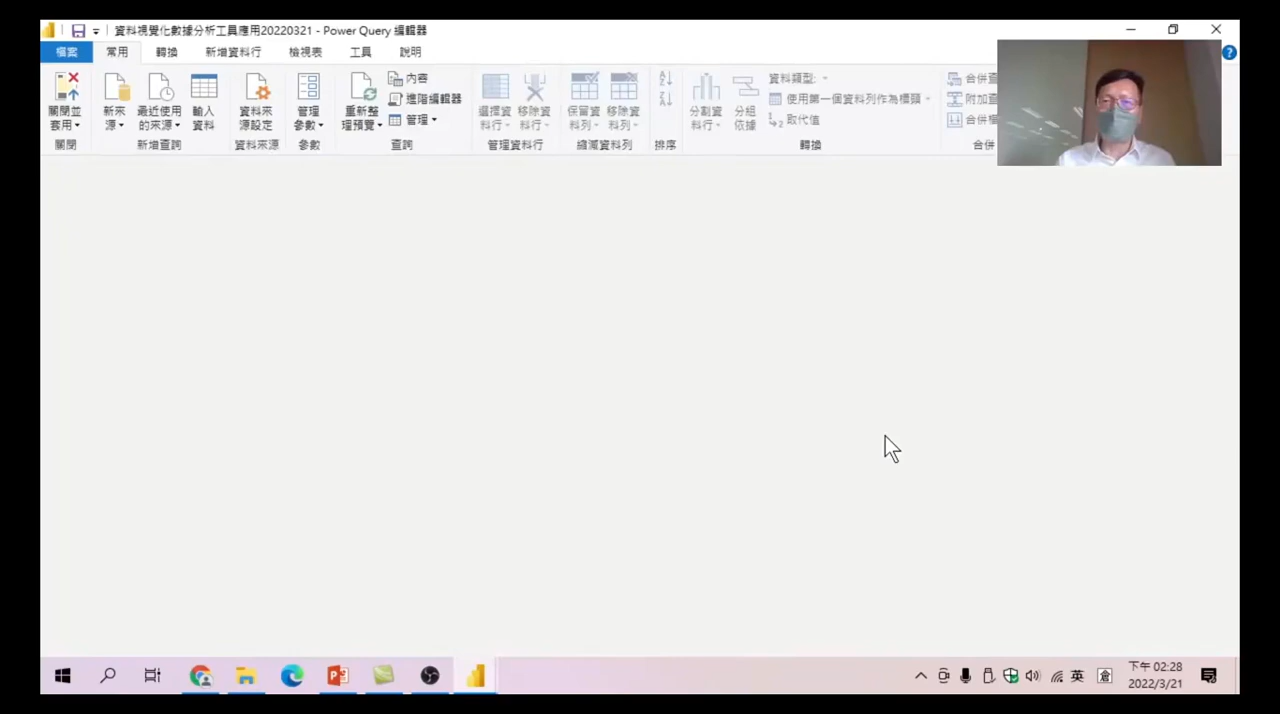 資料視覺化數據分析工具應用20220321 - Power Query 編輯器
檔案 常用 轉換 新增資料行 檢視表 工具 說明
關閉並套用
新來源
最近使用的來源
輸入資料
資料來源設定
管理參數
重新整理預覽
內容
進階編輯器
管理
選擇資料行
移除資料行
保留資料列
移除資料列
分割資料行
分組依據
資料類型:
使用第一個資料列作為標頭
取代值
合併查
附加查
合併檔
關閉 新增查詢 資料來源 參數 查詢 管理資料行 縮減資料列 排序 轉換 合併
英 倉
下午 02:28
2022/3/21